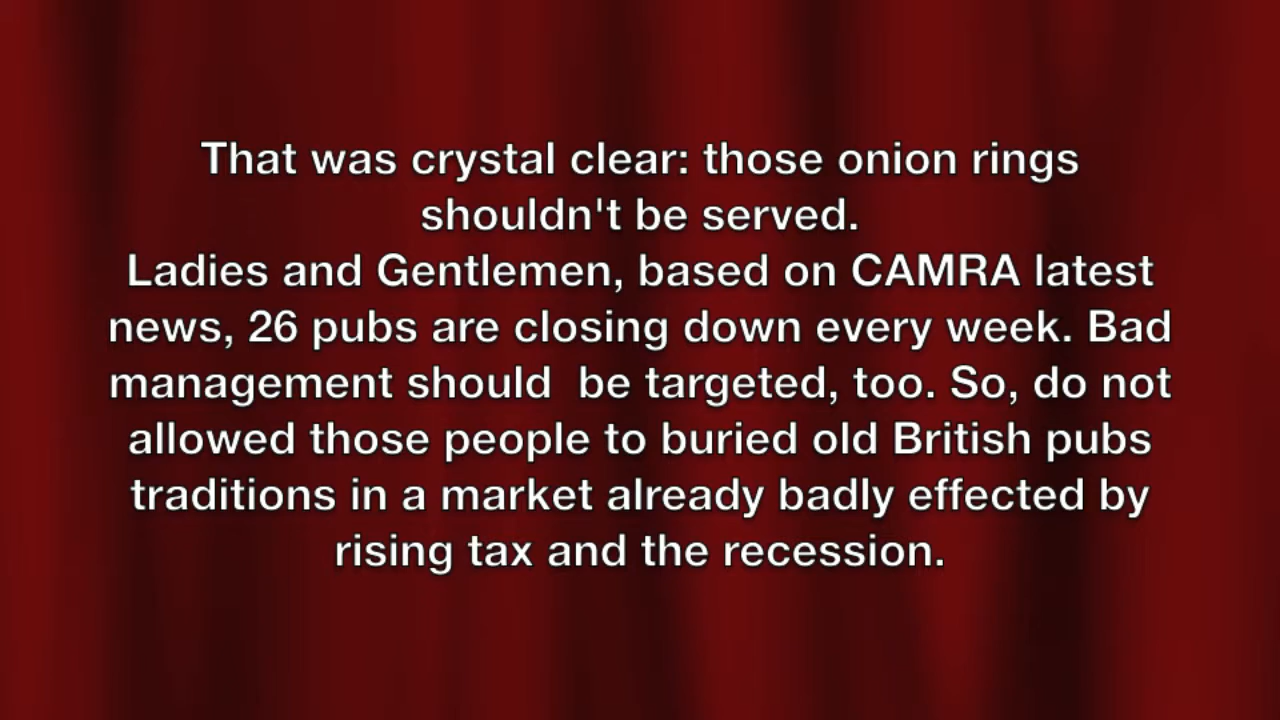 That was crystal clear: those onion rings
shouldn't be served.
Ladies and Gentlemen, based on CAMRA latest
news, 26 pubs are closing down every week. Bad
management should  be targeted, too. So, do not
allowed those people to buried old British pubs
traditions in a market already badly effected by
rising tax and the recession.